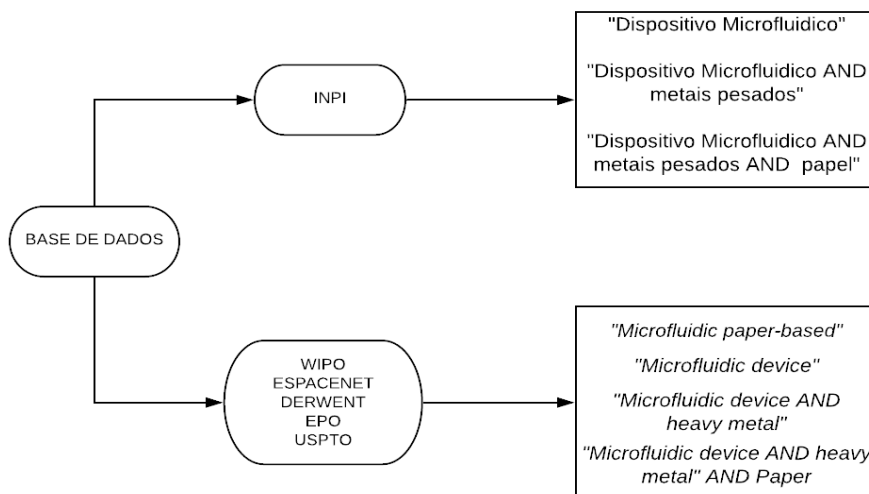 BASE DE DADOS
INPI
"Dispositivo Microfluidico"
"Dispositivo Microfluidico AND
metais pesados"
"Dispositivo Microfluidico AND
metais pesados AND papel"
WIPO
ESPACENET
DERWENT
EPO
USPTO
"Microfluidic paper-based"
"Microfluidic device"
"Microfluidic device AND
heavy metal"
"Microfluidic device AND heavy
metal" AND Paper